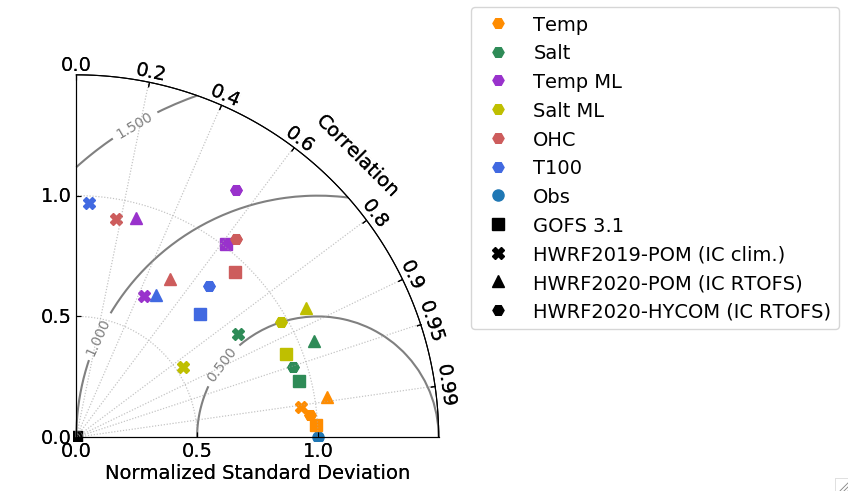 0.0
0.2
0.4
0.6
Correlation
0.8
0.9
0.95
0.99
1.500
1.000
0.500
1.0
0.5
0.0
0.0
0.5
1.0
Normalized Standard Deviation
Temp
Salt
Temp ML
Salt ML
OHC
T100
Obs
GOFS 3.1
HWRF2019-POM (IC clim.)
HWRF2020-POM (IC RTOFS)
HWRF2020-HYCOM (IC RTOFS)